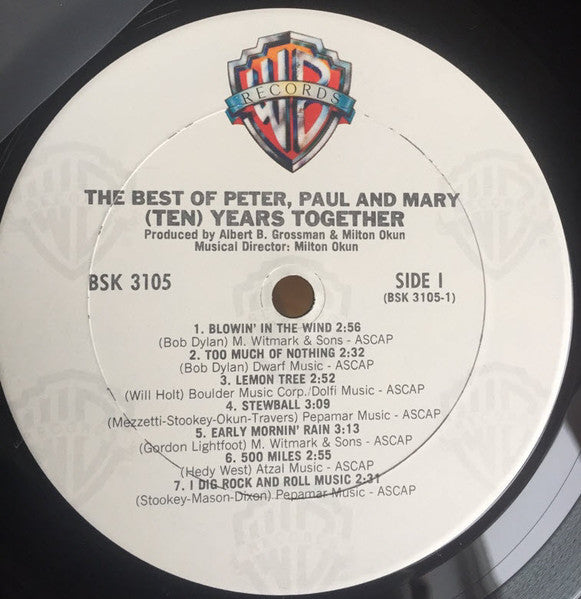 WB
RECORDS
THE BEST OF PETER, PAUL AND MARY
(TEN) YEARS TOGETHER
Produced by Albert B. Grossman & Milton Okun
Musical Director: Milton Okun
BSK 3105
SIDE I
(BSK 3105-1)
1. BLOWIN' IN THE WIND 2:56
(Bob Dylan) M. Witmark & Sons - ASCAP
2. TOO MUCH OF NOTHING 2:32
(Bob Dylan) Dwarf Music - ASCAP
3. LEMON TREE 2:52
(Will Holt) Boulder Music Corp./Dolfi Music - ASCAP
4. STEWBALL 3:09
(Mezzetti-Stookey-Okun-Travers) Pepamar Music - ASCAP
5. EARLY MORNIN' RAIN 3:13
(Gordon Lightfoot) M. Witmark & Sons - ASCAP
6. 500 MILES 2:55
(Hedy West) Atzal Music - ASCAP
7. I DIG ROCK AND ROLL MUSIC 2:31
(Stookey-Mason-Dixon) Pepamar Music - ASCAP